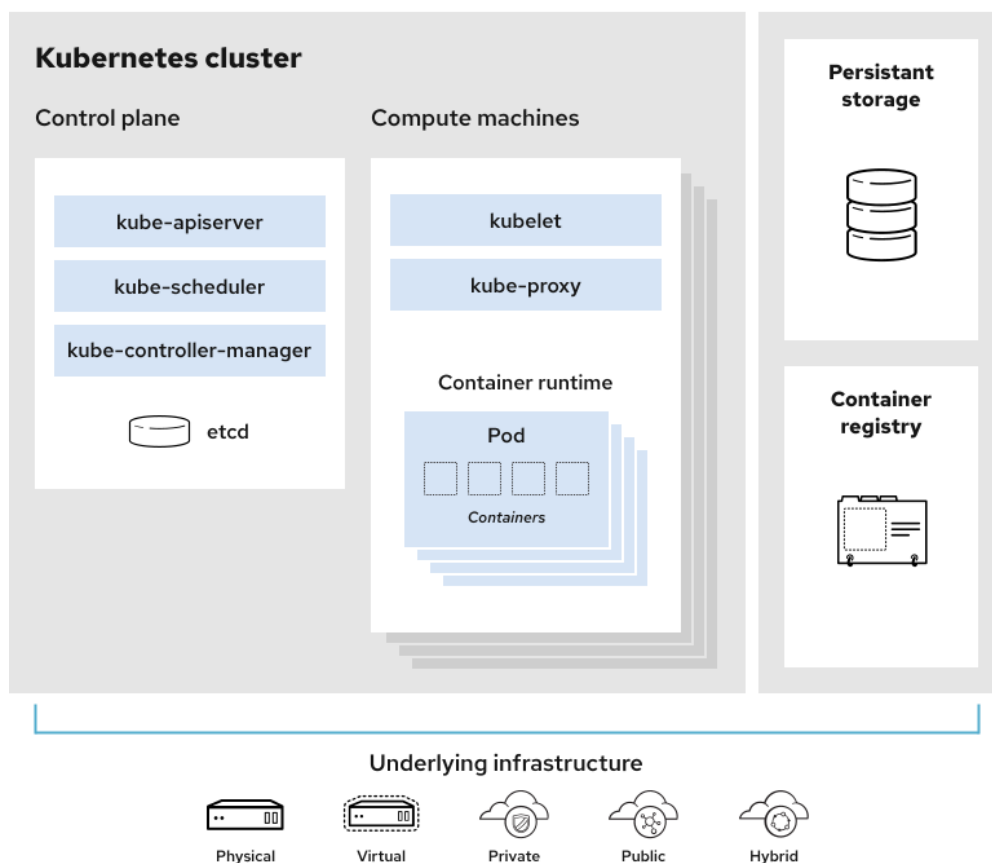 Kubernetes cluster
Control plane
kube-apiserver
kube-scheduler
kube-controller-manager
etcd
Compute machines
kubelet
kube-proxy
Container runtime
Pod
Containers
Persistant
storage
Container
registry
Underlying infrastructure
Physical
Virtual
Private
Public
Hybrid